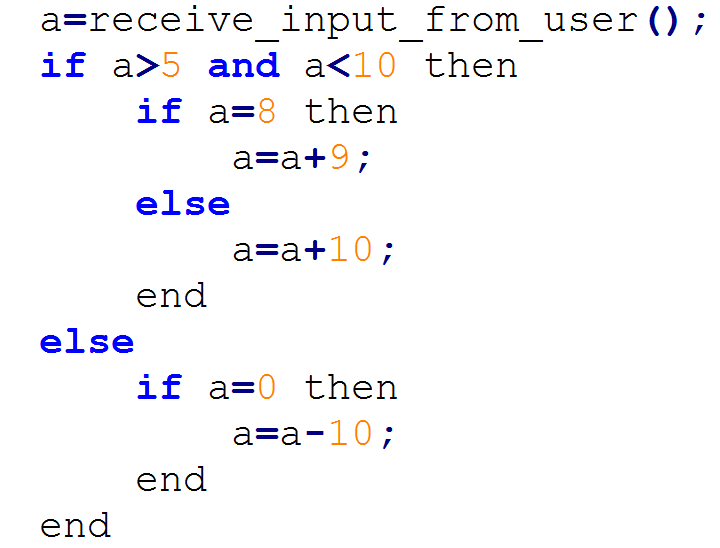 a=receive_input_from_user();
if a>5 and a<10 then
if a=8 then
a=a+9;
else
a=a+10;
end
else
if a=0 then
a=a-10;
end
end